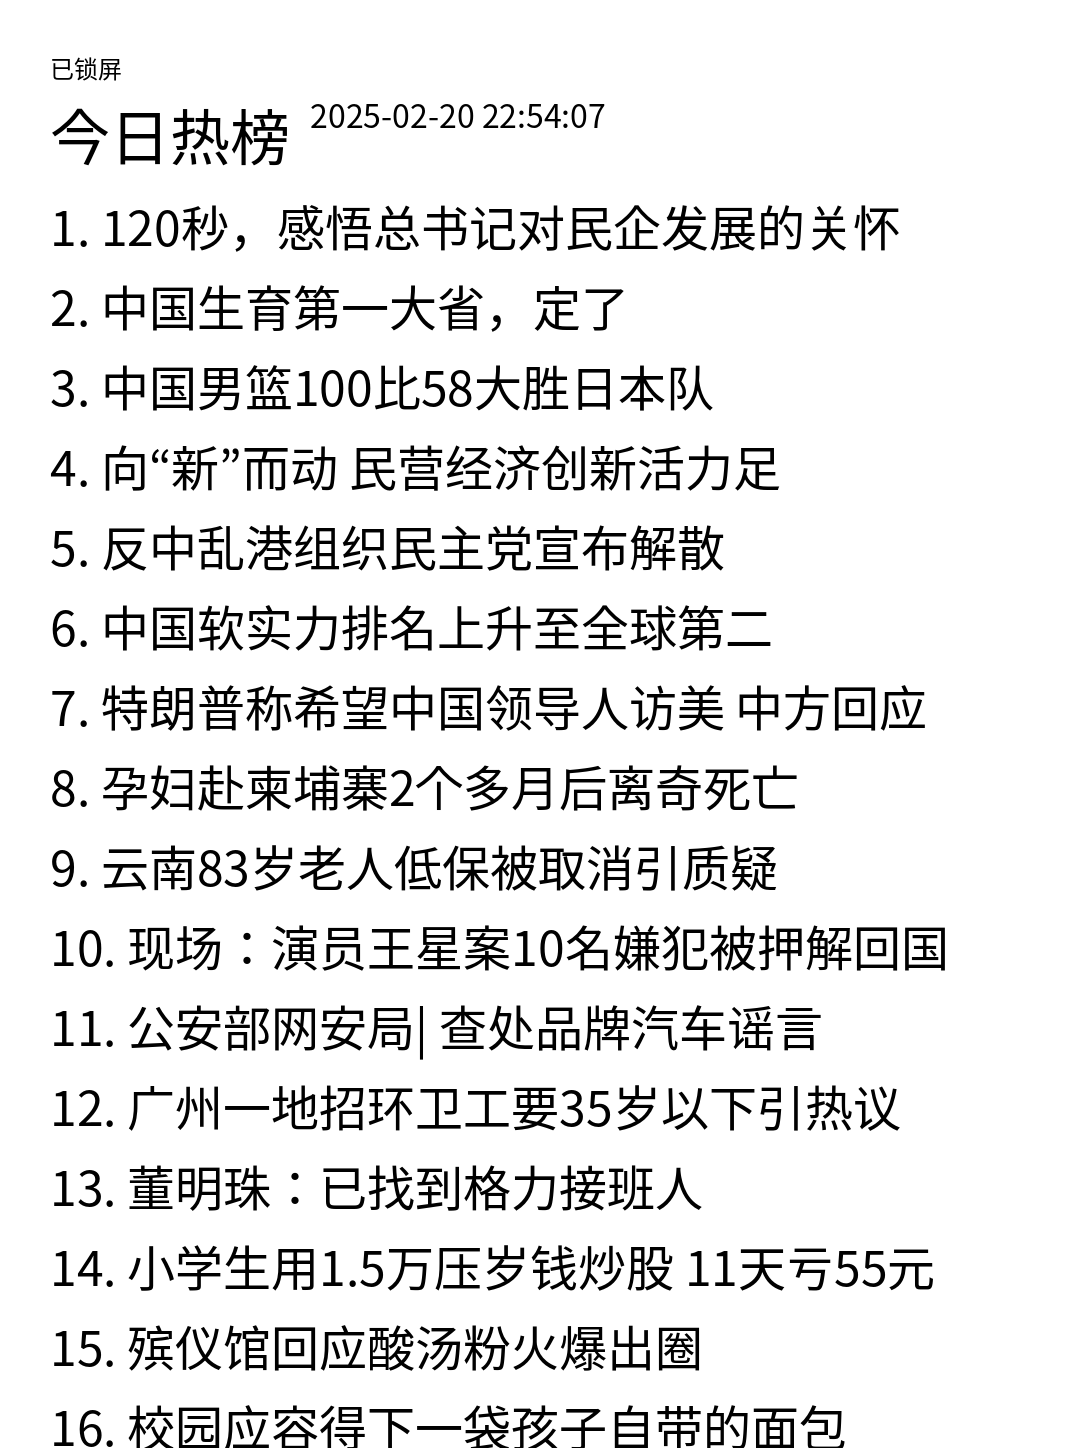 已锁屏
今日热榜 2025-02-20 22:54:07
1. 120秒，感悟总书记对民企发展的关怀
2. 中国生育第一大省，定了
3. 中国男篮100比58大胜日本队
4. 向“新”而动 民营经济创新活力足
5. 反中乱港组织民主党宣布解散
6. 中国软实力排名上升至全球第二
7. 特朗普称希望中国领导人访美 中方回应
8. 孕妇赴柬埔寨2个多月后离奇死亡
9. 云南83岁老人低保被取消引质疑
10. 现场：演员王星案10名嫌犯被押解回国
11. 公安部网安局| 查处品牌汽车谣言
12. 广州一地招环卫工要35岁以下引热议
13. 董明珠：已找到格力接班人
14. 小学生用1.5万压岁钱炒股 11天亏55元
15. 殡仪馆回应酸汤粉火爆出圈
16. 校园应容得下一袋孩子自带的面包